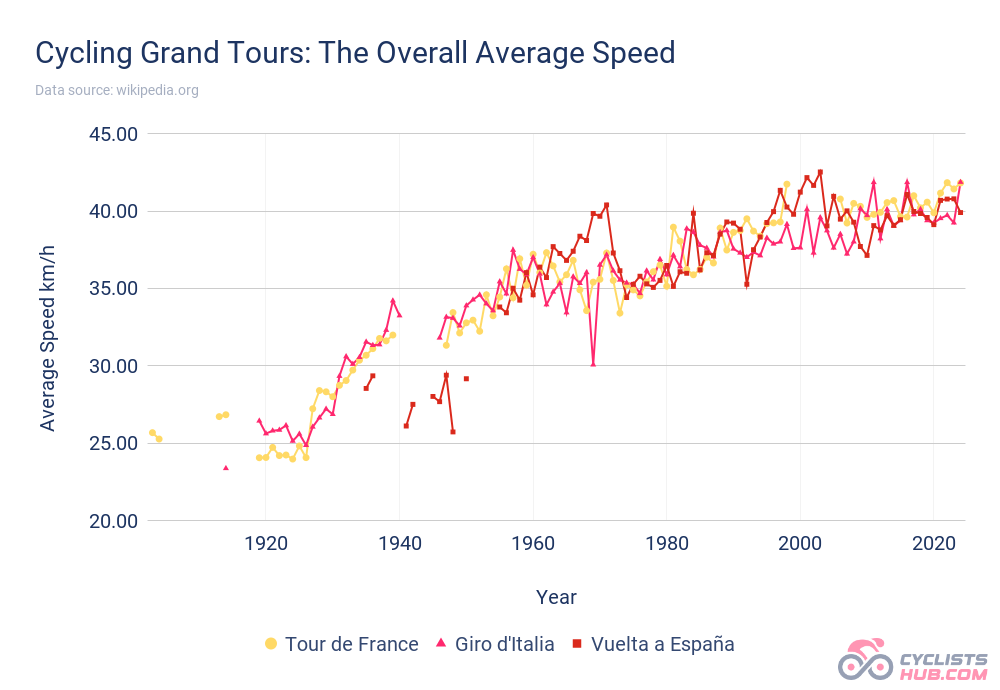 Cycling Grand Tours: The Overall Average Speed
Data source: wikipedia.org
45.00
40.00
35.00
30.00
25.00
20.00
Average Speed km/h
1920 1940 1960 1980 2000 2020
Year
Tour de France Giro d'Italia Vuelta a España
CYCLISTS
HUB.COM